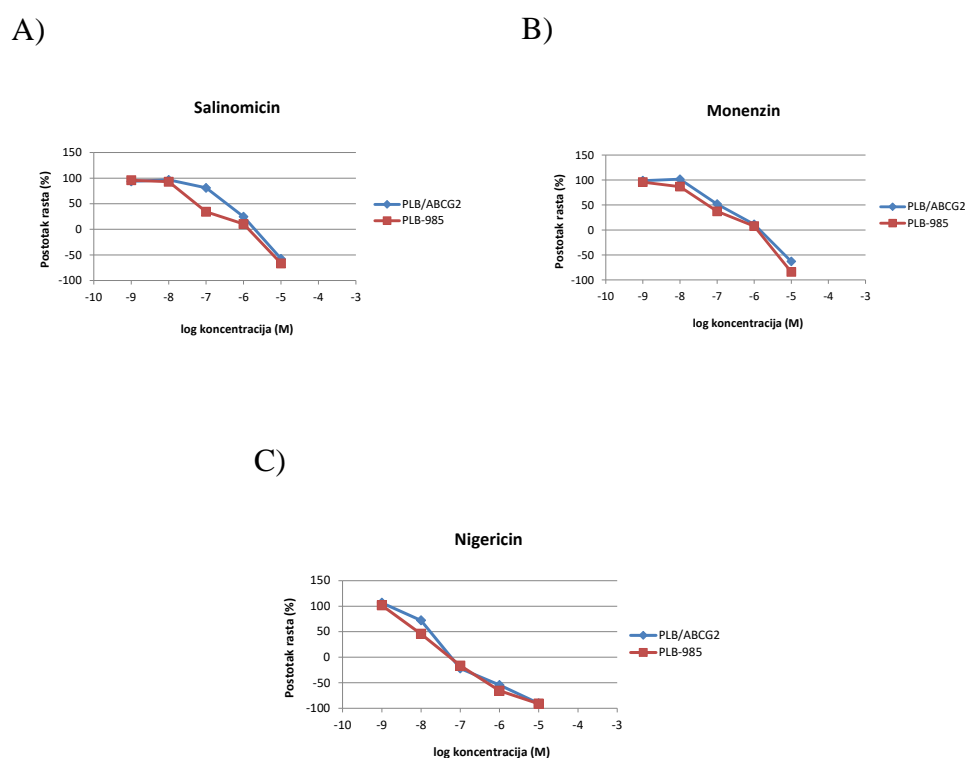 A)
B)
Salinomicin
150
100
50
0
-50
-100
-10 -9 -8 -7 -6 -5 -4 -3
Postotak rasta (%)
log koncentracija (M)
PLB/ABCG2
PLB-985
Monenzin
150
100
50
0
-50
-100
-10 -9 -8 -7 -6 -5 -4 -3
Postotak rasta (%)
log koncentracija (M)
PLB/ABCG2
PLB-985
C)
Nigericin
150
100
50
0
-50
-100
-10 -9 -8 -7 -6 -5 -4 -3
Postotak rasta (%)
log koncentracija (M)
PLB/ABCG2
PLB-985